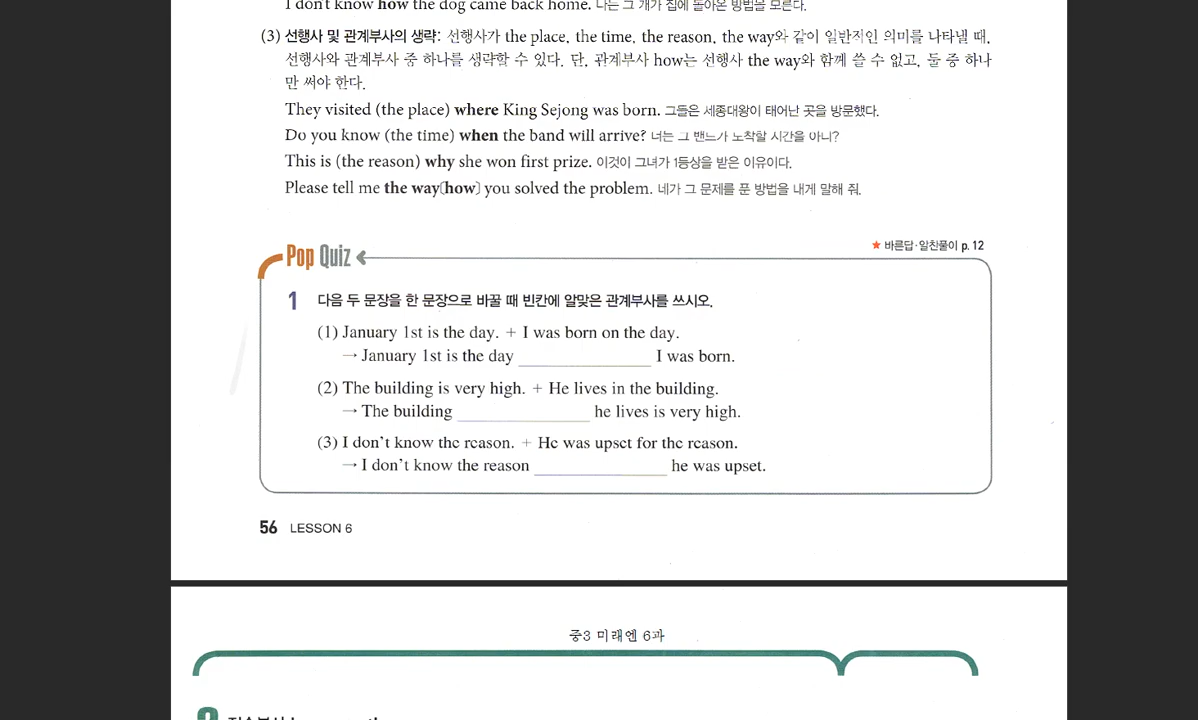 I don't know how the dog came back home. 나는 그 개가 집에 돌아온 방법을 모른다.
(3) 선행사 및 관계부사의 생략: 선행사가 the place, the time, the reason, the way와 같이 일반적인 의미를 나타낼 때,
선행사와 관계부사 중 하나를 생략할 수 있다. 단, 관계부사 how는 선행사 the way와 함께 쓸 수 없고, 둘 중 하나
만 써야 한다.
They visited (the place) where King Sejong was born. 그들은 세종대왕이 태어난 곳을 방문했다.
Do you know (the time) when the band will arrive? 너는 그 밴드가 도착할 시간을 아니?
This is (the reason) why she won first prize. 이것이 그녀가 1등상을 받은 이유이다.
Please tell me the way[how] you solved the problem. 네가 그 문제를 푼 방법을 내게 말해 줘.
★ 바른답·알찬풀이 p. 12
Pop Quiz
1 다음 두 문장을 한 문장으로 바꿀 때 빈칸에 알맞은 관계부사를 쓰시오.
(1) January 1st is the day. + I was born on the day.
→ January 1st is the day ____________ I was born.
(2) The building is very high. + He lives in the building.
→ The building ____________ he lives is very high.
(3) I don't know the reason. + He was upset for the reason.
→ I don't know the reason ____________ he was upset.
56 LESSON 6
중3 미래엔 6과